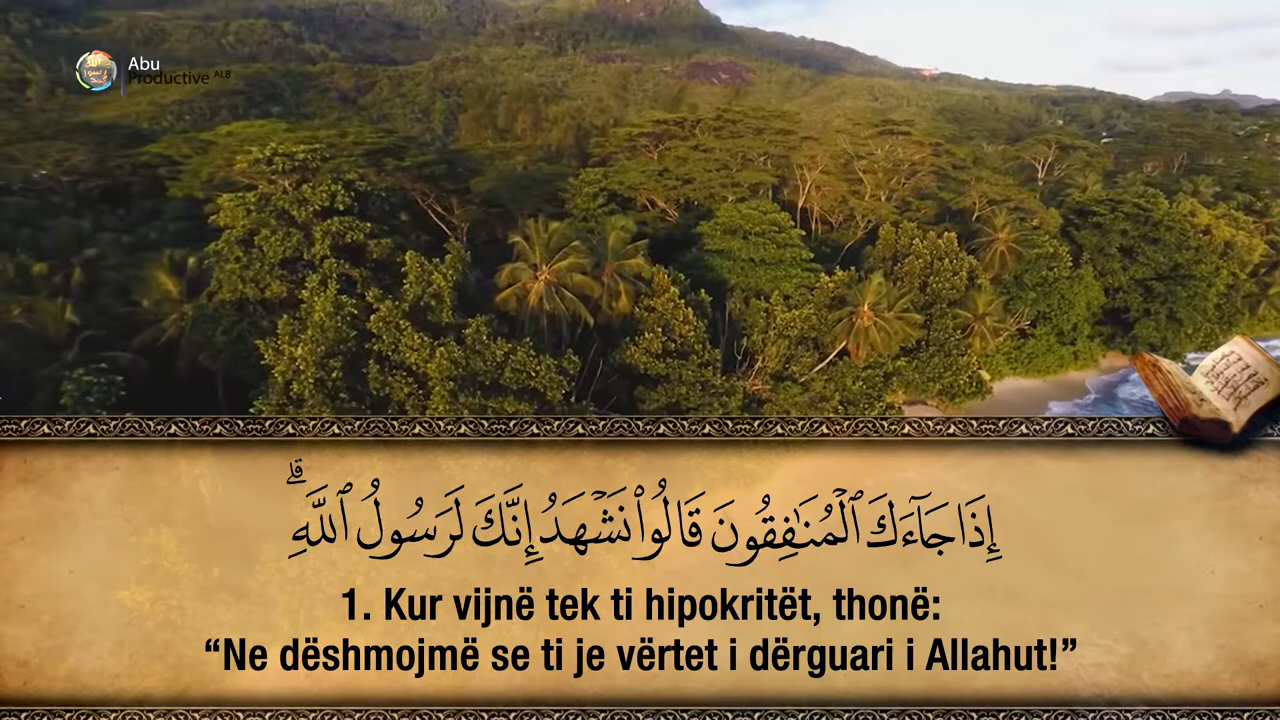 Abu
Productive ALB
إِذَا جَآءَكَ ٱلْمُنَـٰفِقُونَ قَالُوا۟ نَشْهَدُ إِنَّكَ لَرَسُولُ ٱللَّهِ ۗ
1. Kur vijnë tek ti hipokritët, thonë:
“Ne dëshmojmë se ti je vërtet i dërguari i Allahut!”